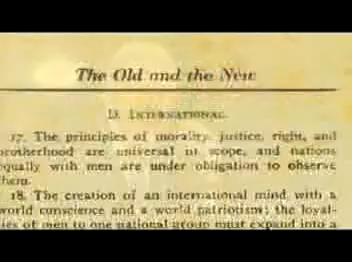 The Old and the New
D. INTERNATIONAL.
17. The principles of morality, justice, right, and
brotherhood are universal in scope, and nations
equally with men are under obligation to observe
them.
18. The creation of an international mind with a
world conscience and a world patriotism; the loyal-
ies of men to one national group must expand into a